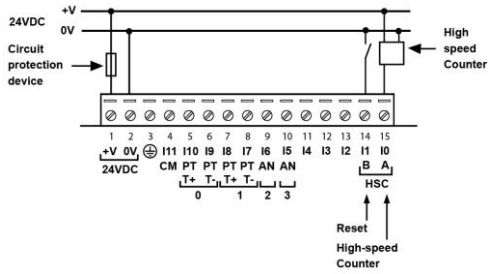 +V
24VDC
0V
Circuit
protection
device
High
speed
Counter
1 2 3 4 5 6 7 8 9 10 11 12 13 14 15
+V 0V I11 I10 I9 I8 I7 I6 I5 I4 I3 I2 I1 I0
24VDC CM PT PT PT PT AN AN B A
T+ T- T+ T- HSC
0 1 2 3
Reset
High-speed
Counter